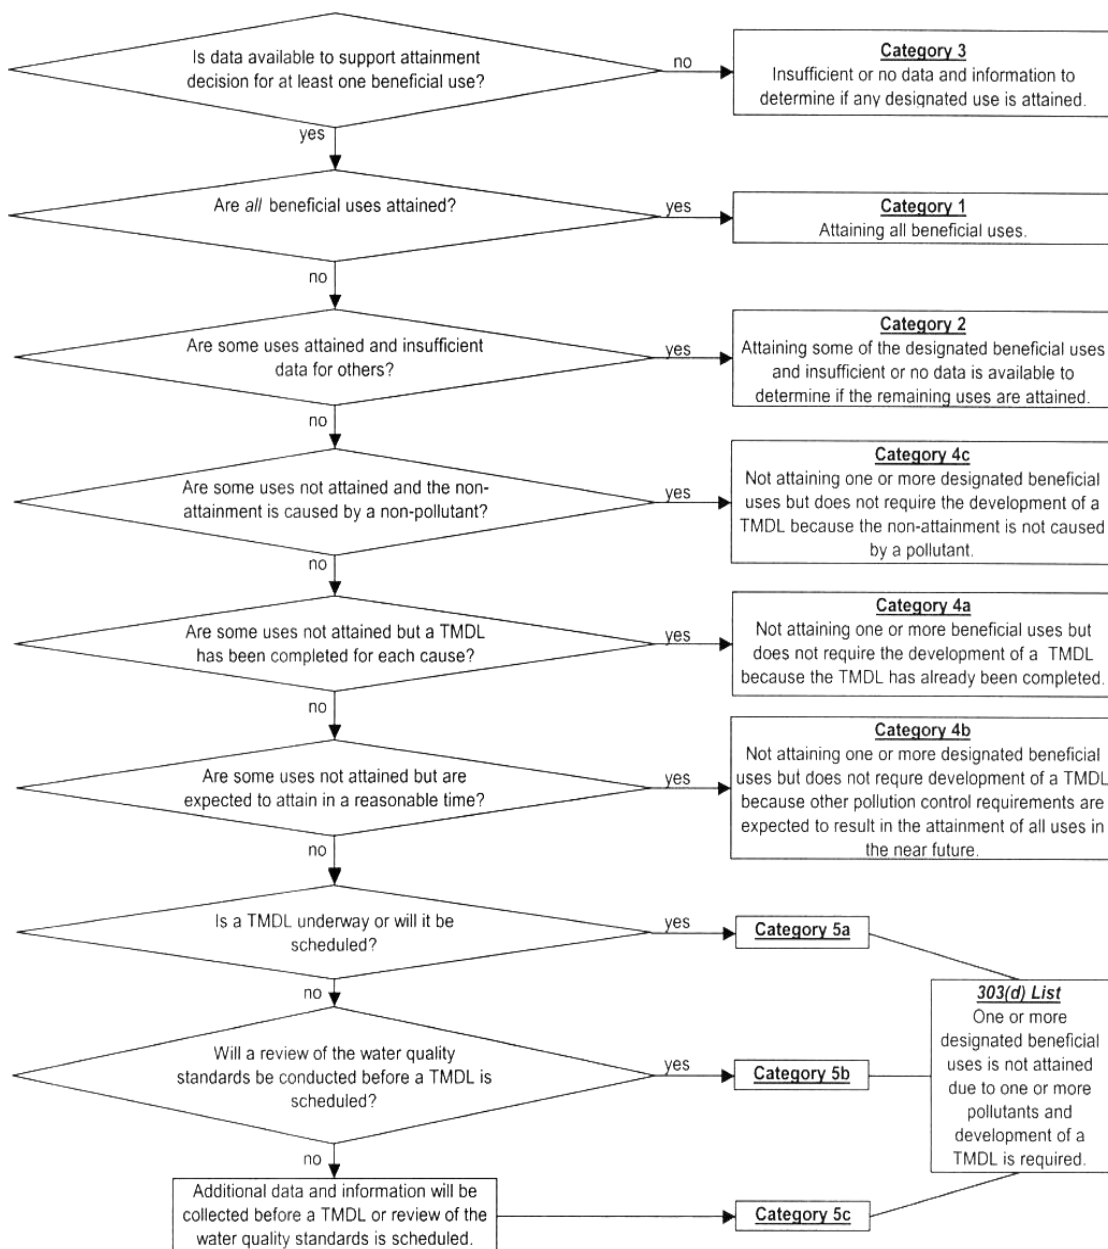 Is data available to support attainment
decision for at least one beneficial use?
no
Category 3
Insufficient or no data and information to
determine if any designated use is attained.
yes
Are all beneficial uses attained?
yes
Category 1
Attaining all beneficial uses.
no
Are some uses attained and insufficient
data for others?
yes
Category 2
Attaining some of the designated beneficial uses
and insufficient or no data is available to
determine if the remaining uses are attained.
no
Are some uses not attained and the non-
attainment is caused by a non-pollutant?
yes
Category 4c
Not attaining one or more designated beneficial
uses but does not require the development of a
TMDL because the non-attainment is not caused
by a pollutant.
no
Are some uses not attained but a TMDL
has been completed for each cause?
yes
Category 4a
Not attaining one or more beneficial uses but
does not require the development of a TMDL
because the TMDL has already been completed.
no
Are some uses not attained but are
expected to attain in a reasonable time?
yes
Category 4b
Not attaining one or more designated beneficial
uses but does not requre development of a TMDL
because other pollution control requirements are
expected to result in the attainment of all uses in
the near future.
no
Is a TMDL underway or will it be
scheduled?
yes
Category 5a
no
Will a review of the water quality
standards be conducted before a TMDL is
scheduled?
yes
Category 5b
303(d) List
One or more
designated beneficial
uses is not attained
due to one or more
pollutants and
development of a
TMDL is required.
no
Additional data and information will be
collected before a TMDL or review of the
water quality standards is scheduled.
Category 5c